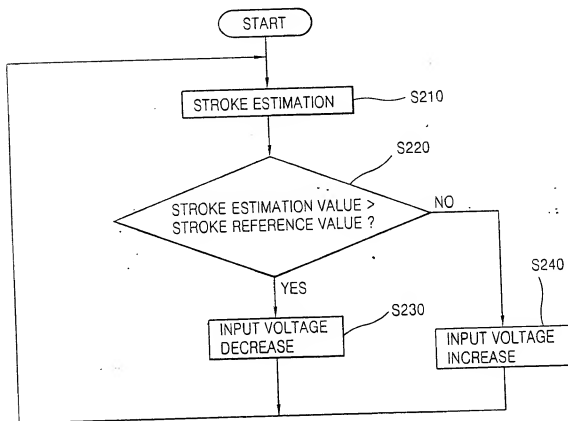 START
STROKE ESTIMATION
S210
S220
STROKE ESTIMATION VALUE >
STROKE REFERENCE VALUE ?
NO
YES
S230
INPUT VOLTAGE
DECREASE
S240
INPUT VOLTAGE
INCREASE